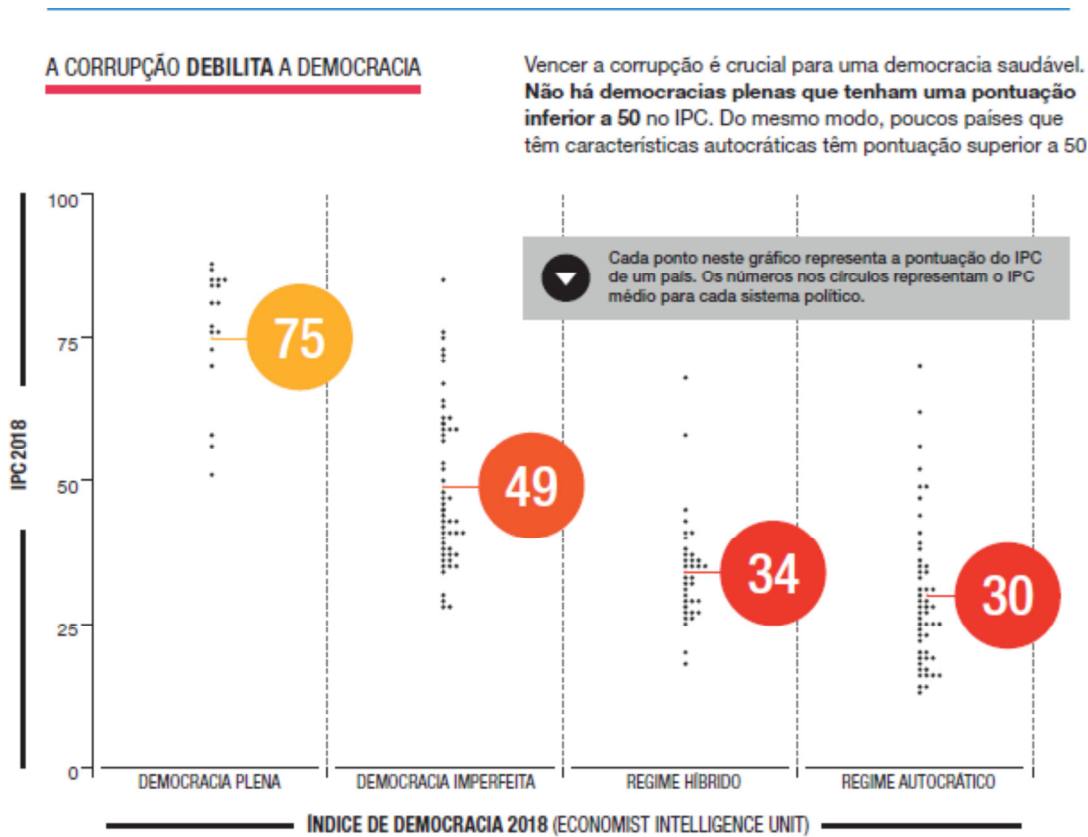 A CORRUPÇÃO DEBILITA A DEMOCRACIA
Vencer a corrupção é crucial para uma democracia saudável.
Não há democracias plenas que tenham uma pontuação
inferior a 50 no IPC. Do mesmo modo, poucos países que
têm características autocráticas têm pontuação superior a 50
Cada ponto neste gráfico representa a pontuação do IPC
de um país. Os números nos círculos representam o IPC
médio para cada sistema político.
IPC 2018
100
75
50
25
0
75
49
34
30
DEMOCRACIA PLENA
DEMOCRACIA IMPERFEITA
REGIME HÍBRIDO
REGIME AUTOCRÁTICO
ÍNDICE DE DEMOCRACIA 2018 (ECONOMIST INTELLIGENCE UNIT)